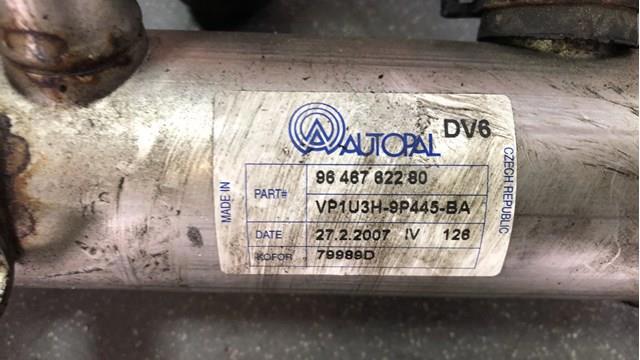 AUTOPAL DV6
MADE IN
PART#
96 467 622 80
VP1U3H-9P445-BA
DATE 27.2.2007 IV 126
KOFOR 79989D
CZECH REPUBLIC